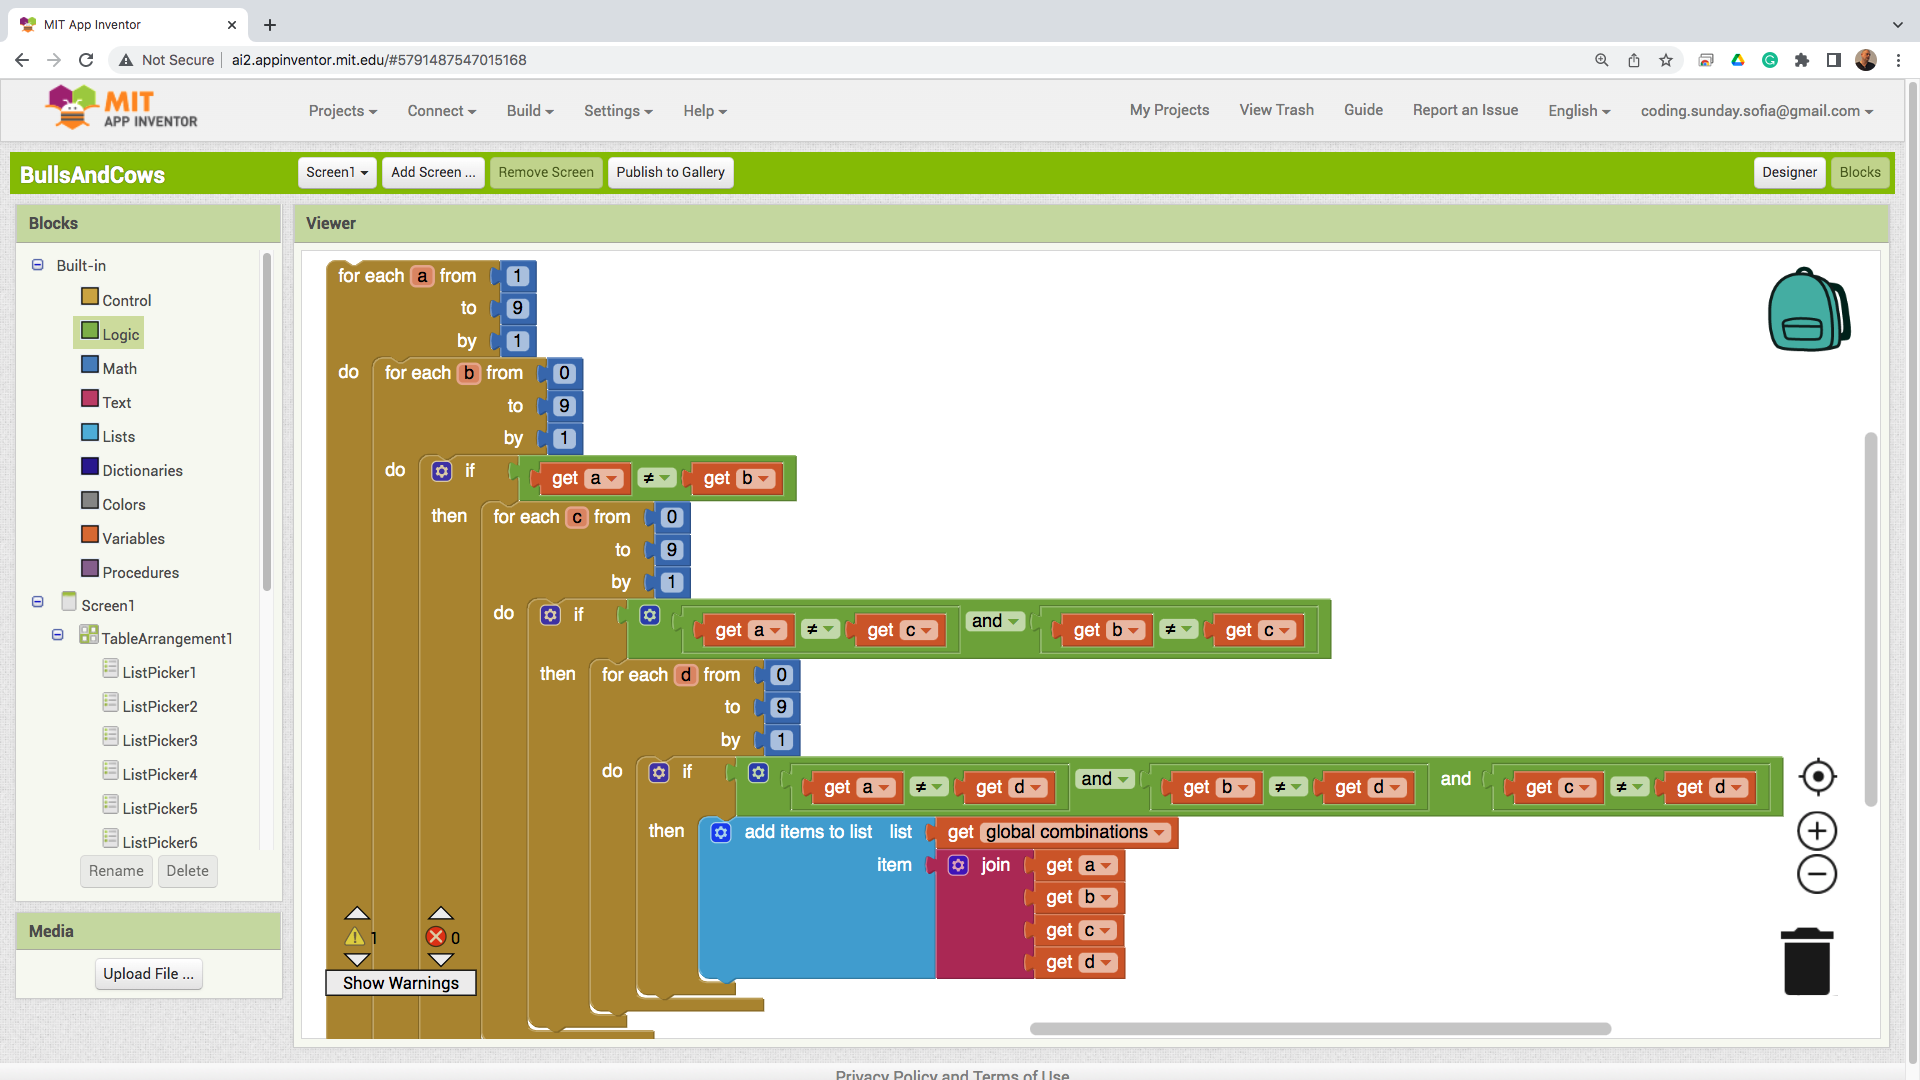 MIT App Inventor
Not Secure
ai2.appinventor.mit.edu/#5791487547015168
MIT
APP INVENTOR
Projects
Connect
Build
Settings
Help
My Projects
View Trash
Guide
Report an Issue
English
coding.sunday.sofia@gmail.com
BullsAndCows
Screen1
Add Screen ...
Remove Screen
Publish to Gallery
Designer
Blocks
Blocks
Built-in
Control
Logic
Math
Text
Lists
Dictionaries
Colors
Variables
Procedures
Screen1
TableArrangement1
ListPicker1
ListPicker2
ListPicker3
ListPicker4
ListPicker5
ListPicker6
Rename
Delete
Media
Upload File ...
Viewer
for each a from 1
to 9
by 1
do for each b from 0
to 9
by 1
do if get a ≠ get b
then for each c from 0
to 9
by 1
do if get a ≠ get c and get b ≠ get c
then for each d from 0
to 9
by 1
do if get a ≠ get d and get b ≠ get d and get c ≠ get d
then add items to list list get global combinations
item join get a
get b
get c
get d
1
0
Show Warnings
Privacy Policy and Terms of Use